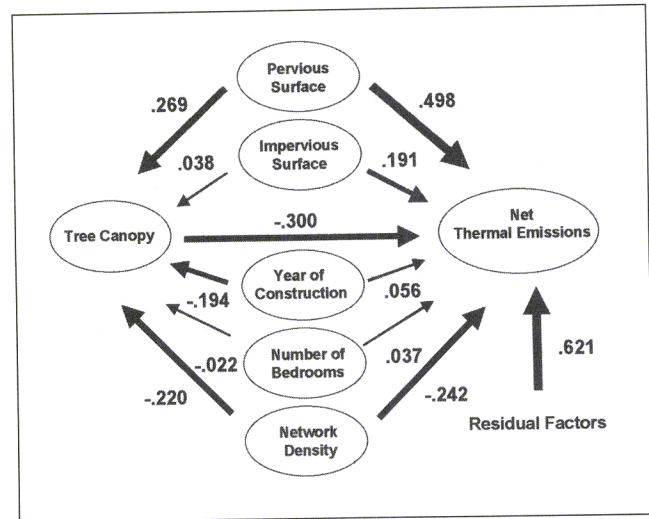 Pervious
Surface
.269
.498
Impervious
Surface
.038
.191
-.300
Tree Canopy
Net
Thermal Emissions
Year of
Construction
-.194
.056
Number of
Bedrooms
-.022
.037
-.220
-.242
.621
Network
Density
Residual Factors